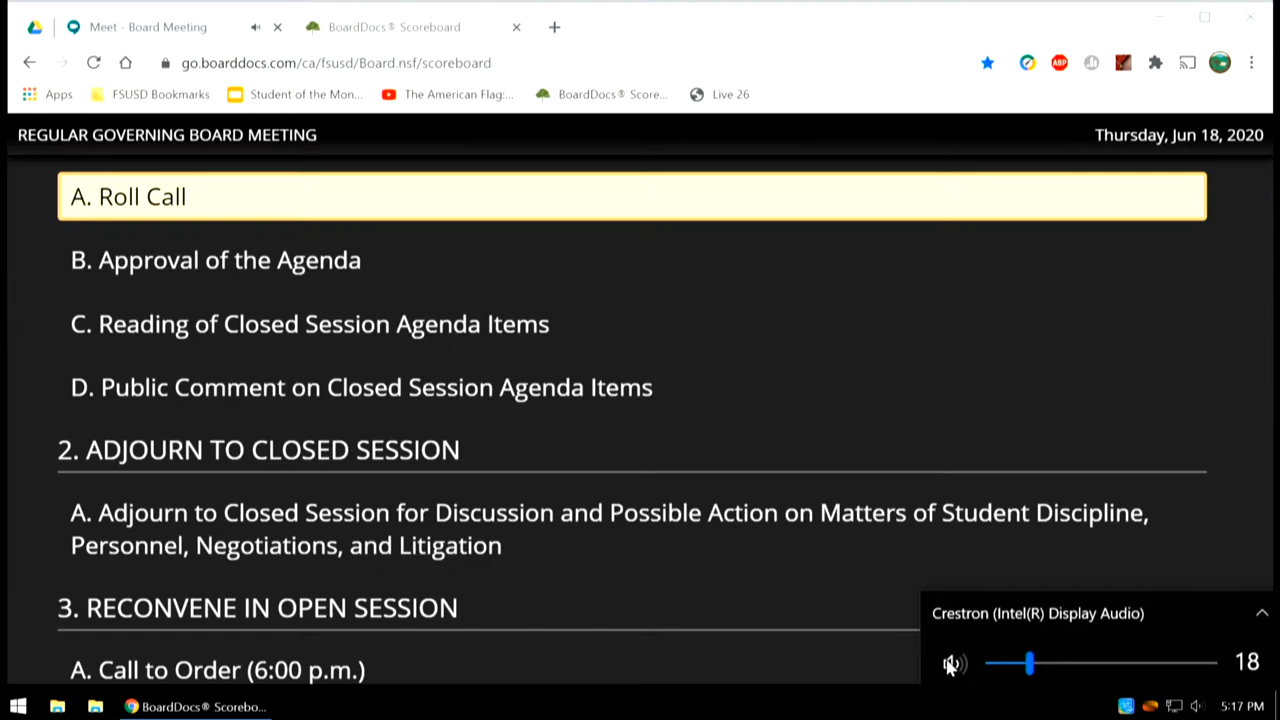 Meet - Board Meeting
BoardDocs® Scoreboard
go.boarddocs.com/ca/fsusd/Board.nsf/scoreboard
ABP
Apps
FSUSD Bookmarks
Student of the Mon...
The American Flag:...
BoardDocs® Score...
Live 26
REGULAR GOVERNING BOARD MEETING
Thursday, Jun 18, 2020
A. Roll Call
B. Approval of the Agenda
C. Reading of Closed Session Agenda Items
D. Public Comment on Closed Session Agenda Items
2. ADJOURN TO CLOSED SESSION
A. Adjourn to Closed Session for Discussion and Possible Action on Matters of Student Discipline,
Personnel, Negotiations, and Litigation
3. RECONVENE IN OPEN SESSION
A. Call to Order (6:00 p.m.)
Crestron (Intel(R) Display Audio)
18
BoardDocs® Scorebo...
5:17 PM